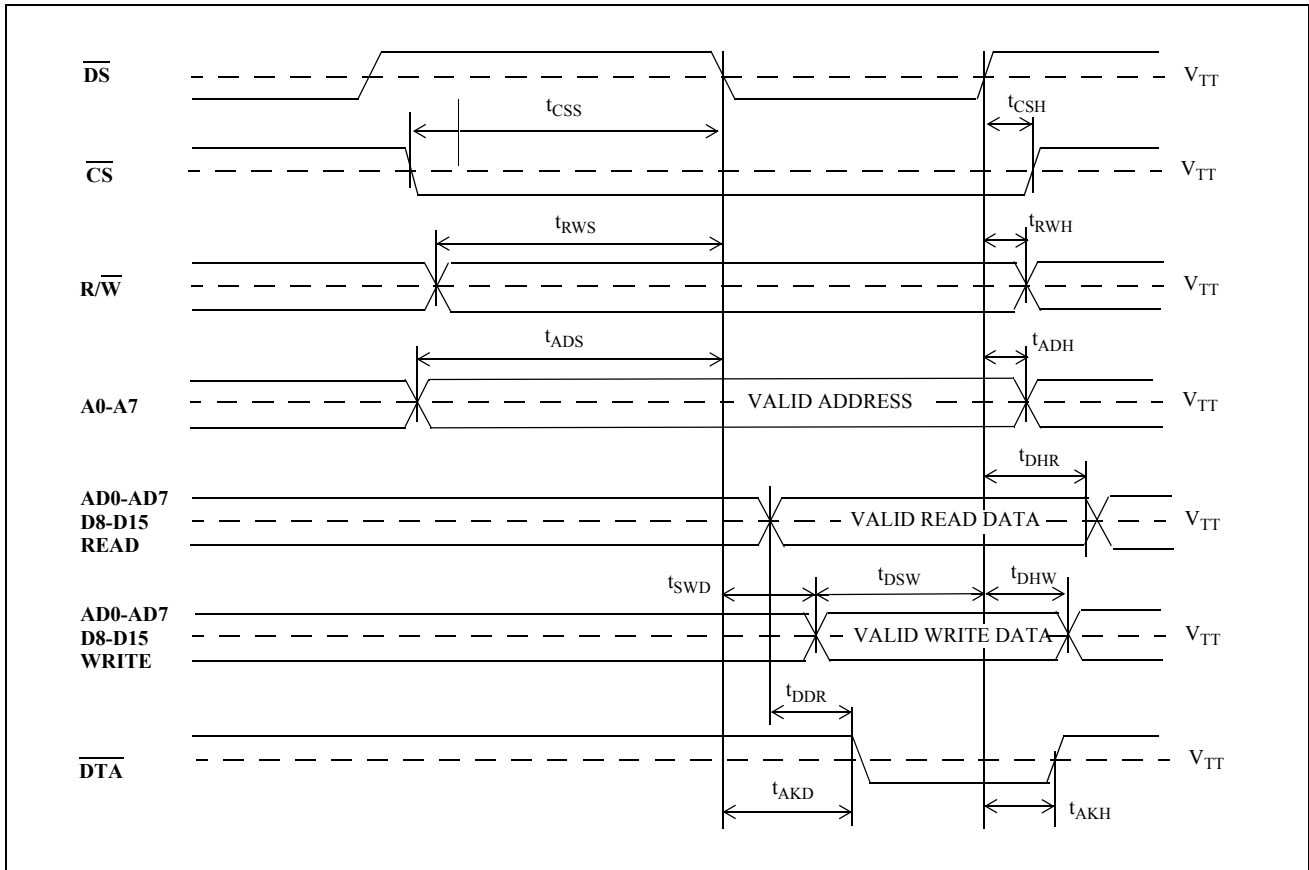 DS
V_TT
t_CSS
t_CSH
CS
V_TT
t_RWS
t_RWH
R/W
V_TT
t_ADS
t_ADH
A0-A7
VALID ADDRESS
V_TT
t_DHR
AD0-AD7
D8-D15
READ
VALID READ DATA
V_TT
t_SWD
t_DSW
t_DHW
AD0-AD7
D8-D15
WRITE
VALID WRITE DATA
V_TT
t_DDR
DTA
V_TT
t_AKD
t_AKH